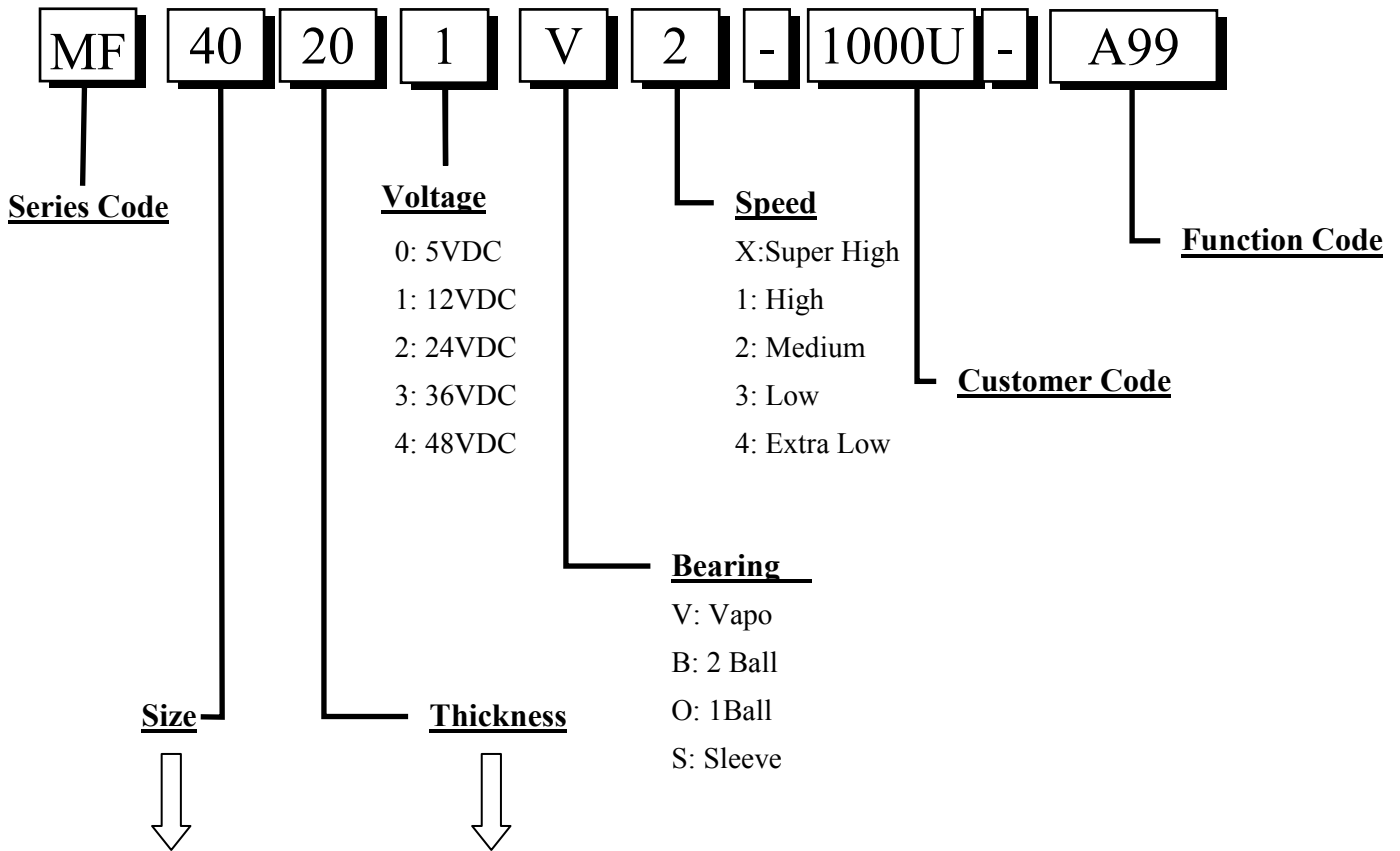 MF 40 20 1 V 2 - 1000U - A99
Series Code
Voltage
0: 5VDC
1: 12VDC
2: 24VDC
3: 36VDC
4: 48VDC
Speed
X:Super High
1: High
2: Medium
3: Low
4: Extra Low
Function Code
Customer Code
Bearing
V: Vapo
B: 2 Ball
O: 1Ball
S: Sleeve
Size
Thickness